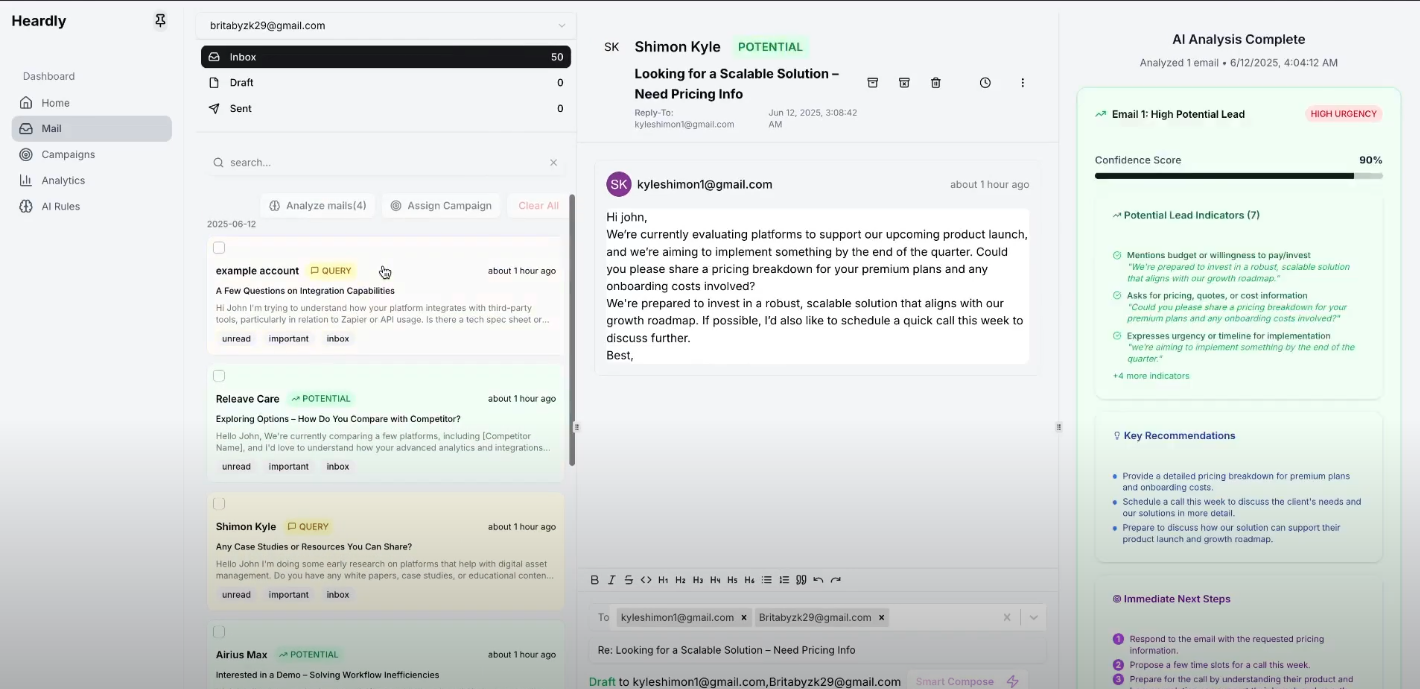 Heardly
Dashboard
Home
Mail
Campaigns
Analytics
AI Rules
britabyzk29@gmail.com
Inbox 50
Draft 0
Sent 0
search...
Analyze mails(4) Assign Campaign Clear All
2025-06-12
example account QUERY about 1 hour ago
A Few Questions on Integration Capabilities
Hi John I'm trying to understand how your platform integrates with third-party
tools, particularly in relation to Zapier or API usage. Is there a tech spec sheet or...
unread important inbox
Releave Care POTENTIAL about 1 hour ago
Exploring Options – How Do You Compare with Competitor?
Hello John, We're currently comparing a few platforms, including [Competitor
Name], and I'd love to understand how your advanced analytics and integrations...
unread important inbox
Shimon Kyle QUERY about 1 hour ago
Any Case Studies or Resources You Can Share?
Hello John I'm doing some early research on platforms that help with digital asset
management. Do you have any white papers, case studies, or educational conten...
unread important inbox
Airius Max POTENTIAL about 1 hour ago
Interested in a Demo – Solving Workflow Inefficiencies
SK Shimon Kyle POTENTIAL
Looking for a Scalable Solution –
Need Pricing Info
Reply-To: Jun 12, 2025, 3:08:42
kyleshimon1@gmail.com AM
SK kyleshimon1@gmail.com about 1 hour ago
Hi john,
We're currently evaluating platforms to support our upcoming product launch,
and we're aiming to implement something by the end of the quarter. Could
you please share a pricing breakdown for your premium plans and any
onboarding costs involved?
We're prepared to invest in a robust, scalable solution that aligns with our
growth roadmap. If possible, I'd also like to schedule a quick call this week to
discuss further.
Best,
B I S <> H1 H2 H3 H4 H5 H6
To kyleshimon1@gmail.com × Britabyzk29@gmail.com ×
Re: Looking for a Scalable Solution – Need Pricing Info
Draft to kyleshimon1@gmail.com,Britabyzk29@gmail.com Smart Compose
AI Analysis Complete
Analyzed 1 email • 6/12/2025, 4:04:12 AM
Email 1: High Potential Lead HIGH URGENCY
Confidence Score 90%
Potential Lead Indicators (7)
Mentions budget or willingness to pay/invest
"We're prepared to invest in a robust, scalable solution
that aligns with our growth roadmap."
Asks for pricing, quotes, or cost information
"Could you please share a pricing breakdown for your
premium plans and any onboarding costs involved?"
Expresses urgency or timeline for implementation
"we're aiming to implement something by the end of the
quarter."
+4 more indicators
Key Recommendations
Provide a detailed pricing breakdown for premium plans
and onboarding costs.
Schedule a call this week to discuss the client's needs and
our solutions in more detail.
Prepare to discuss how our solution can support their
product launch and growth roadmap.
Immediate Next Steps
1 Respond to the email with the requested pricing
information.
2 Propose a few time slots for a call this week.
3 Prepare for the call by understanding their product and